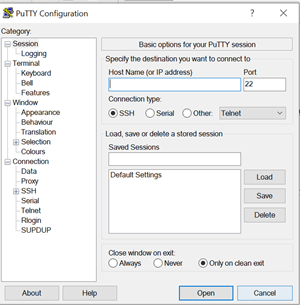 PuTTY Configuration
Category:
Session
Logging
Terminal
Keyboard
Bell
Features
Window
Appearance
Behaviour
Translation
Selection
Colours
Connection
Data
Proxy
SSH
Serial
Telnet
Rlogin
SUPDUP
Basic options for your PuTTY session
Specify the destination you want to connect to
Host Name (or IP address) Port
22
Connection type:
SSH Serial Other: Telnet
Load, save or delete a stored session
Saved Sessions
Default Settings
Load
Save
Delete
Close window on exit:
Always Never Only on clean exit
About Help Open Cancel